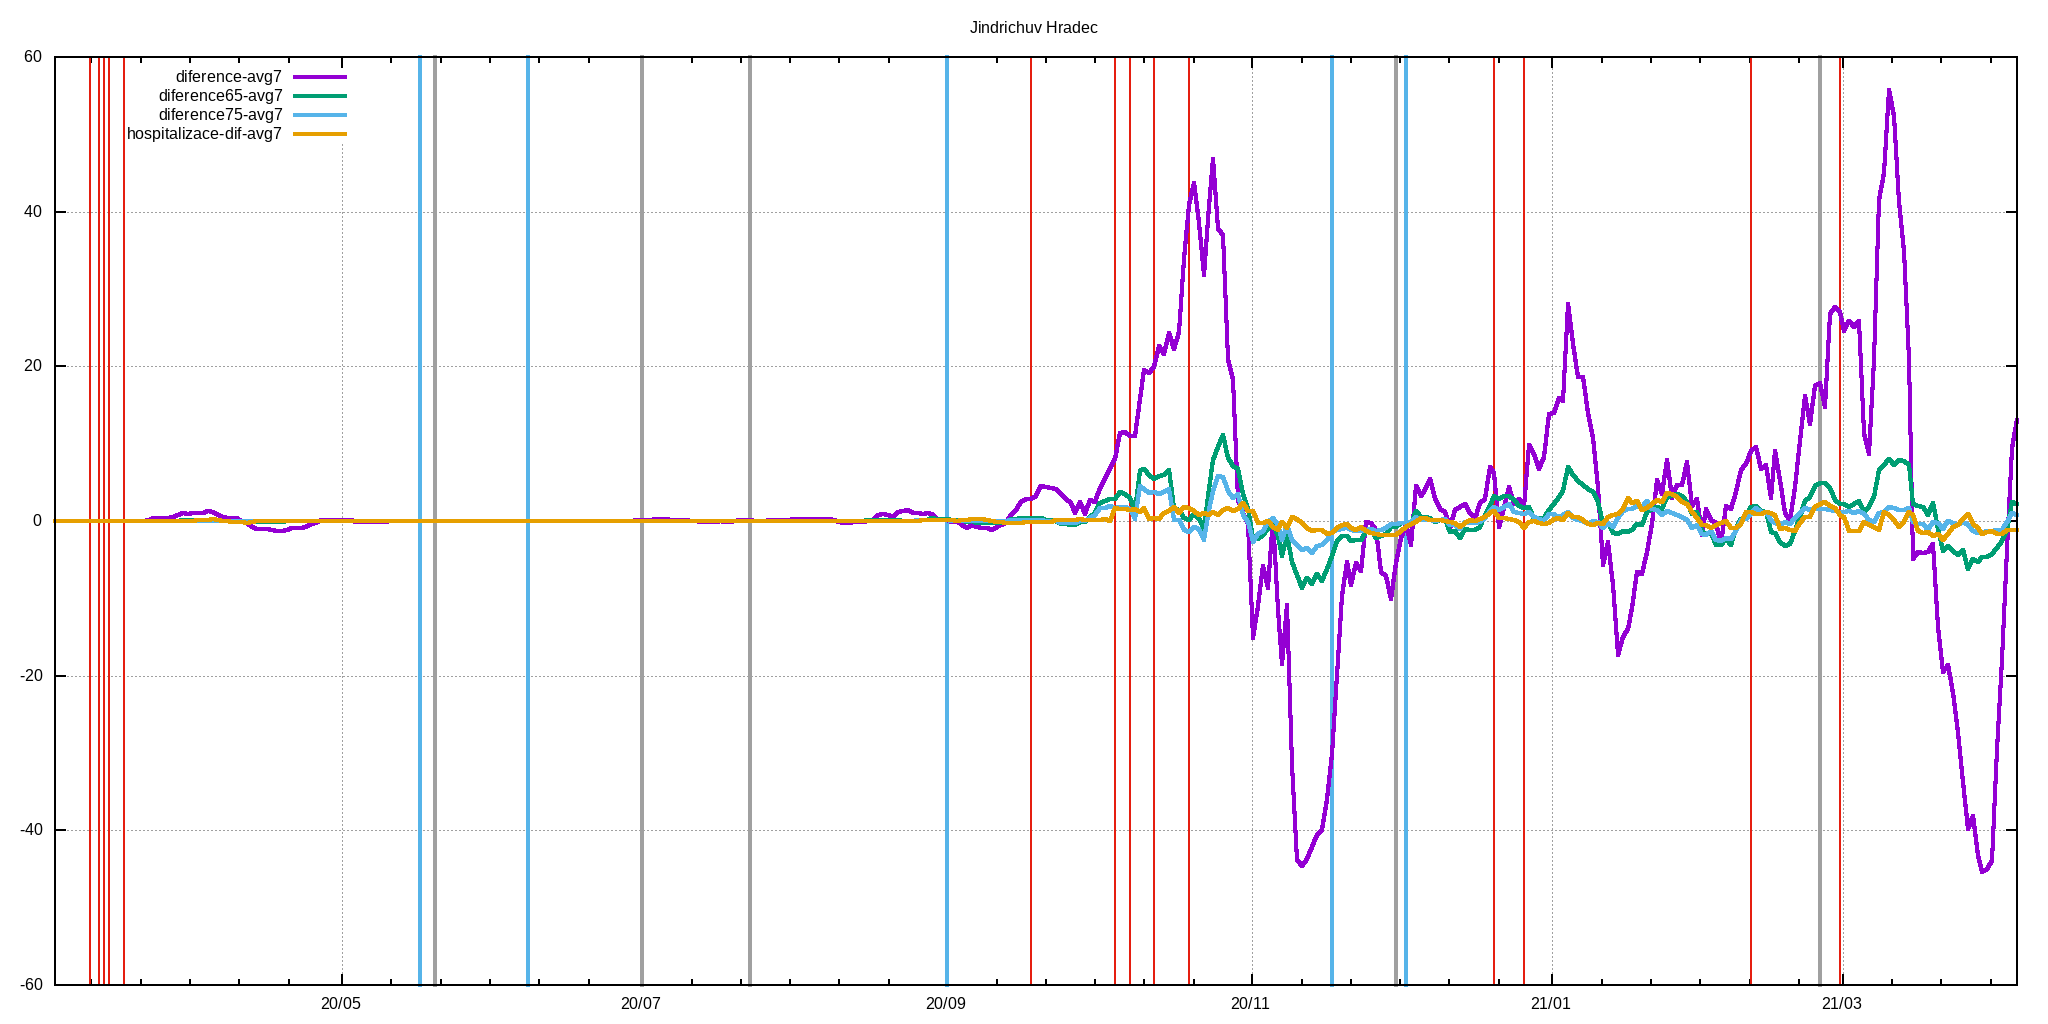 Jindrichuv Hradec
60
40
20
0
-20
-40
-60
diference-avg7
diference65-avg7
diference75-avg7
hospitalizace-dif-avg7
20/05
20/07
20/09
20/11
21/01
21/03